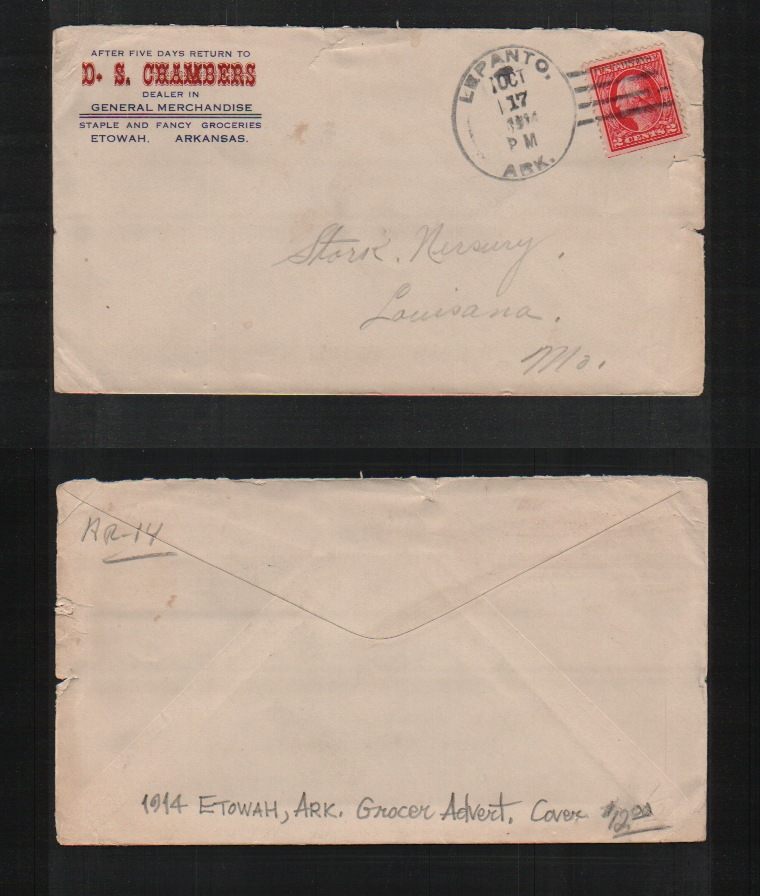 AFTER FIVE DAYS RETURN TO
D. S. CHAMBERS
DEALER IN
GENERAL MERCHANDISE
STAPLE AND FANCY GROCERIES
ETOWAH, ARKANSAS.
LEPANTO,
OCT
17
1914
P M
ARK.
U.S. POSTAGE
2 CENTS 2
Stark. Nersury.
Louisana.
Mo.
AR-14
1914 ETOWAH, ARK. Grocer Advert. Cover $12.00